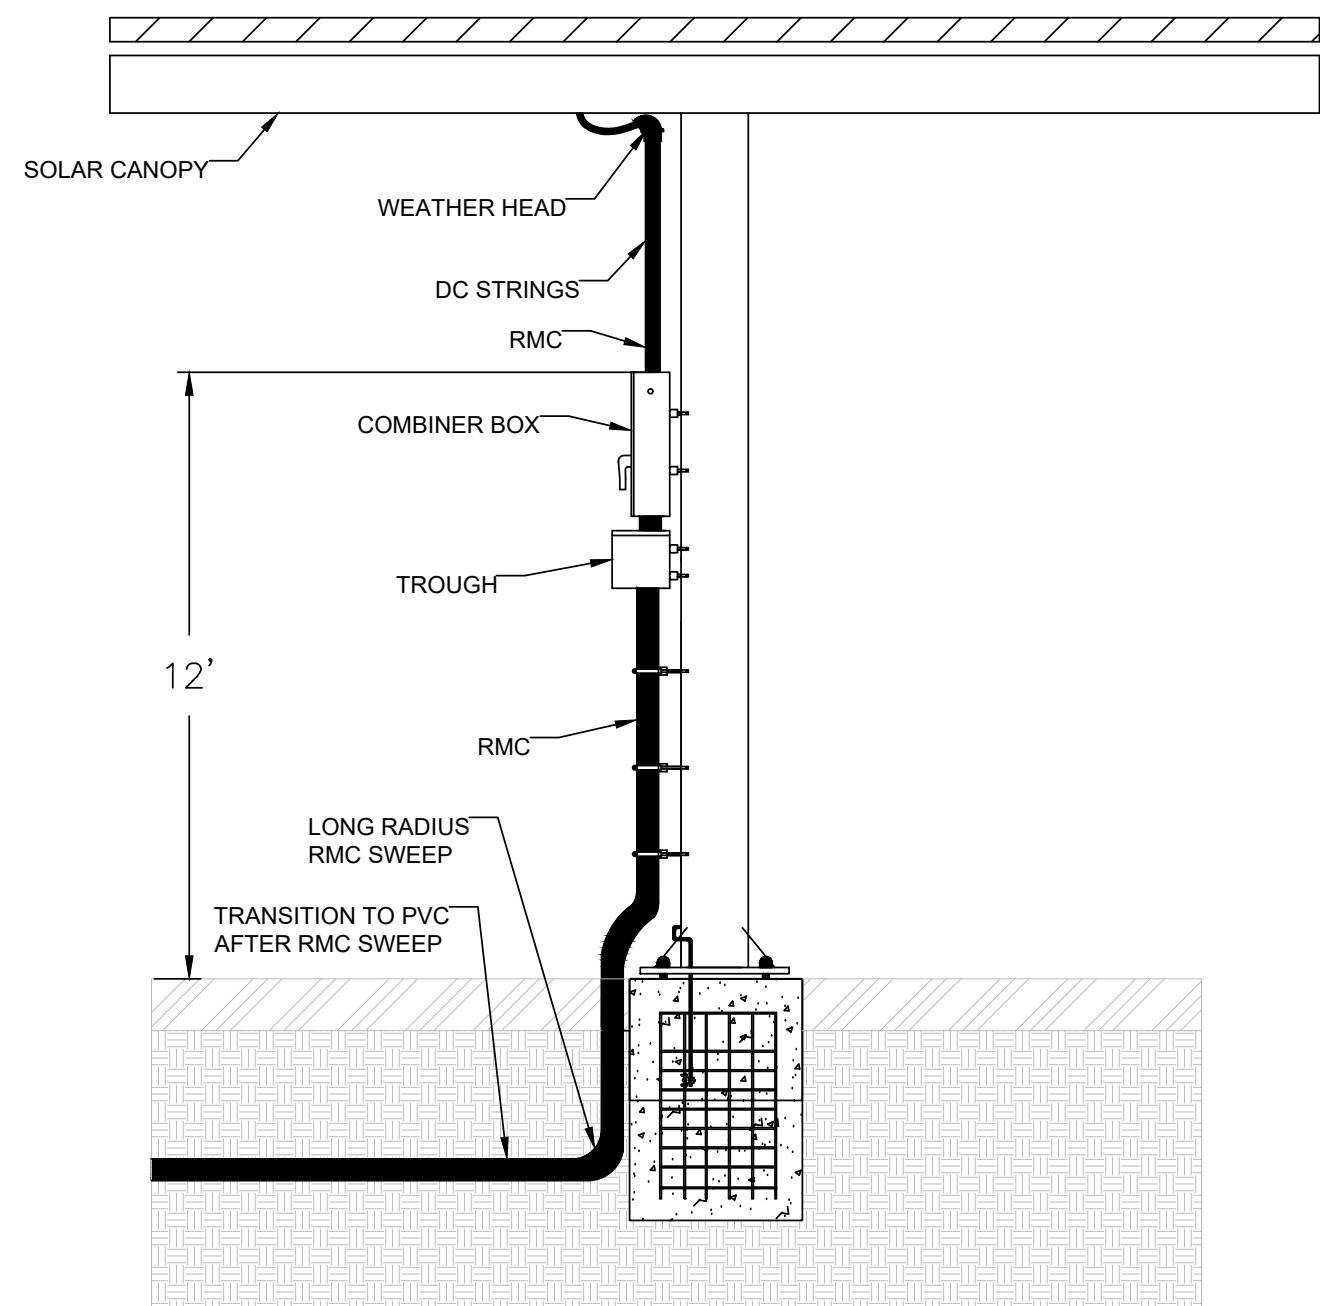 SOLAR CANOPY
WEATHER HEAD
DC STRINGS
RMC
COMBINER BOX
TROUGH
12'
RMC
LONG RADIUS
RMC SWEEP
TRANSITION TO PVC
AFTER RMC SWEEP